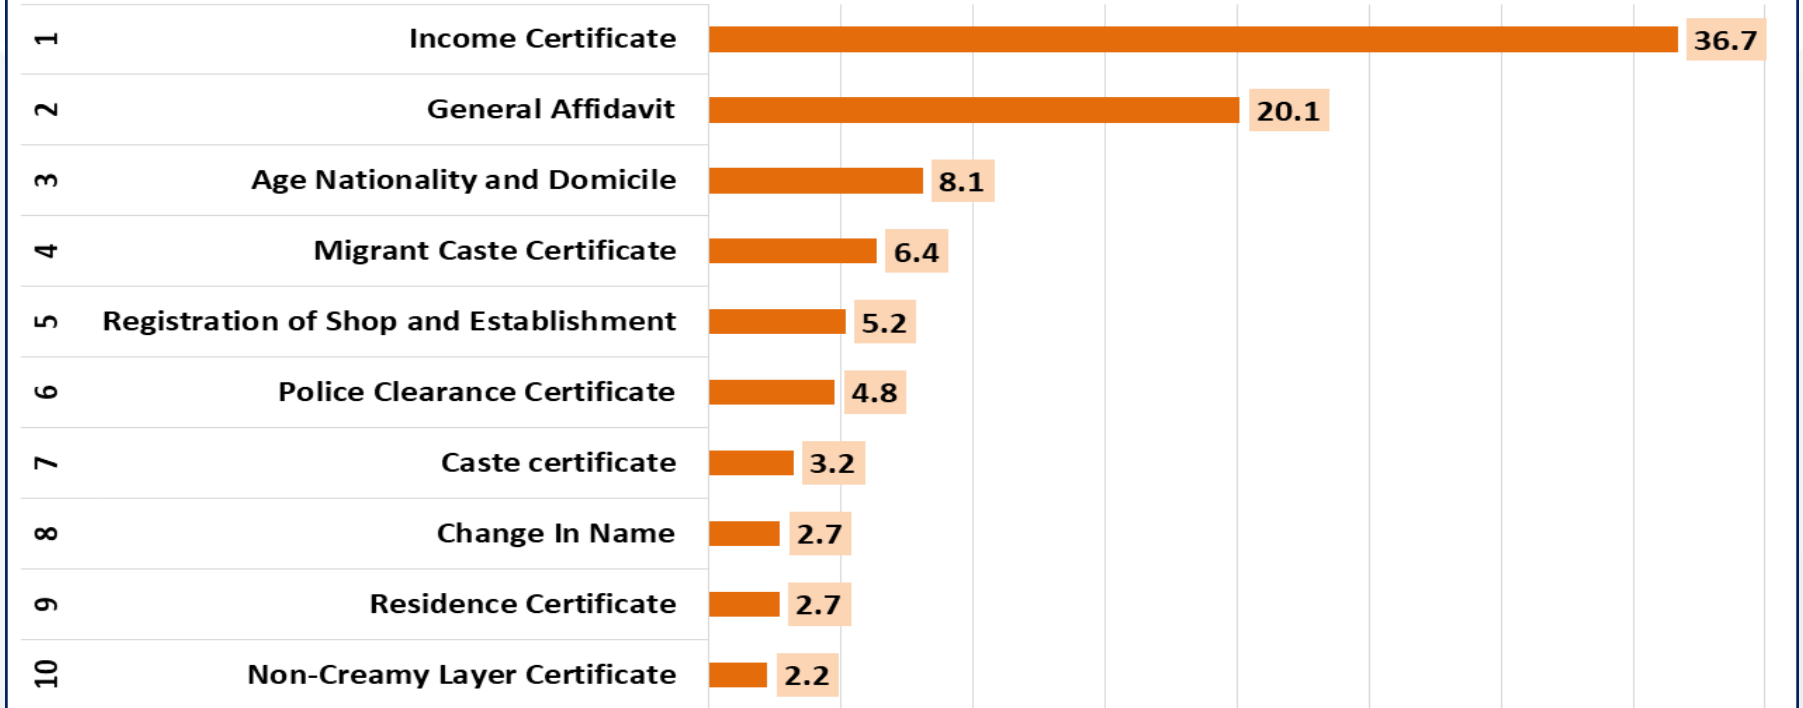 1 Income Certificate 36.7
2 General Affidavit 20.1
3 Age Nationality and Domicile 8.1
4 Migrant Caste Certificate 6.4
5 Registration of Shop and Establishment 5.2
6 Police Clearance Certificate 4.8
7 Caste certificate 3.2
8 Change In Name 2.7
9 Residence Certificate 2.7
10 Non-Creamy Layer Certificate 2.2